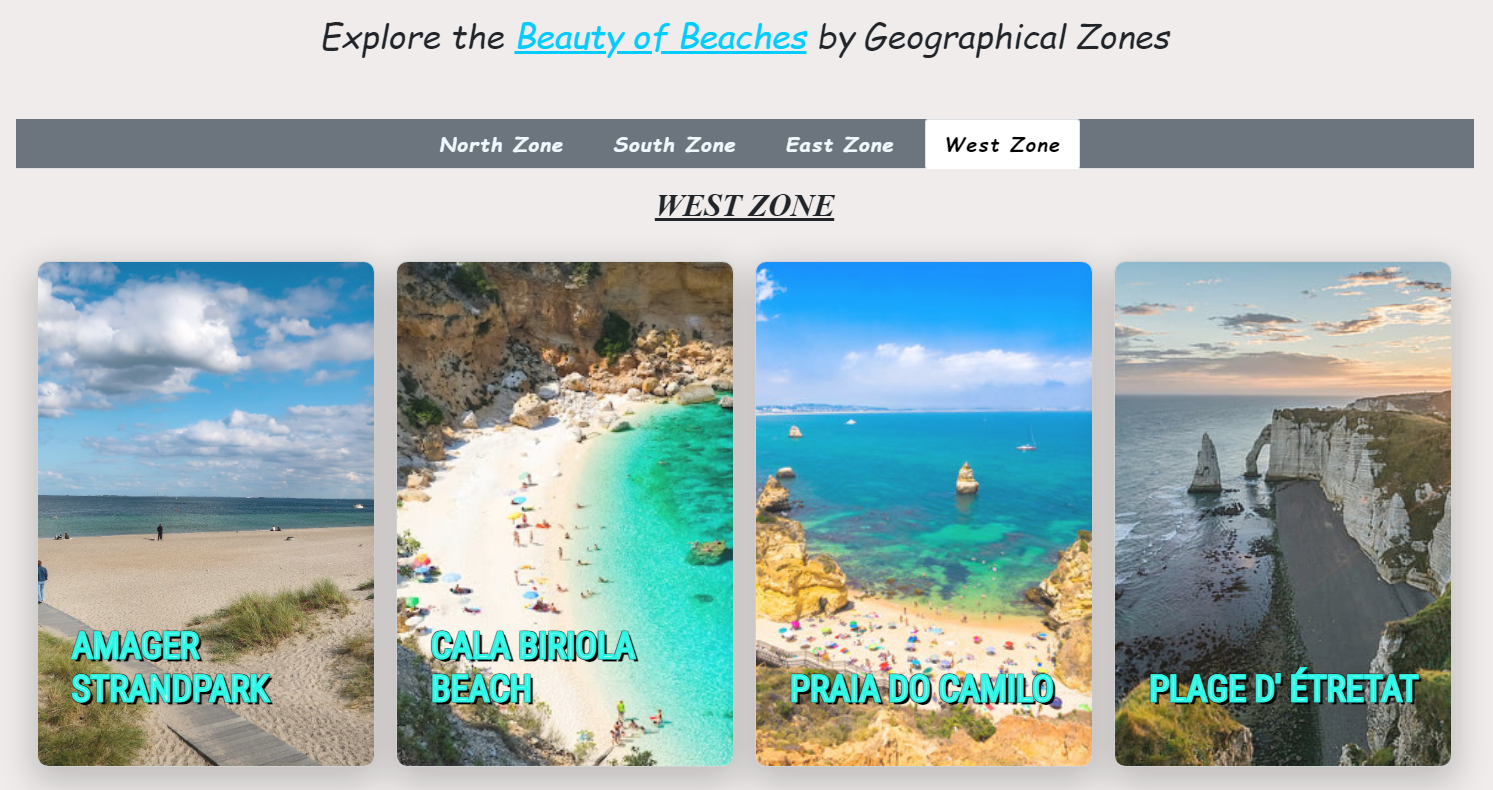 Explore the Beauty of Beaches by Geographical Zones
North Zone South Zone East Zone West Zone
WEST ZONE
AMAGER
STRANDPARK
CALA BIRIOLA
BEACH
PRAIA DO CAMILO
PLAGE D' ÉTRETAT